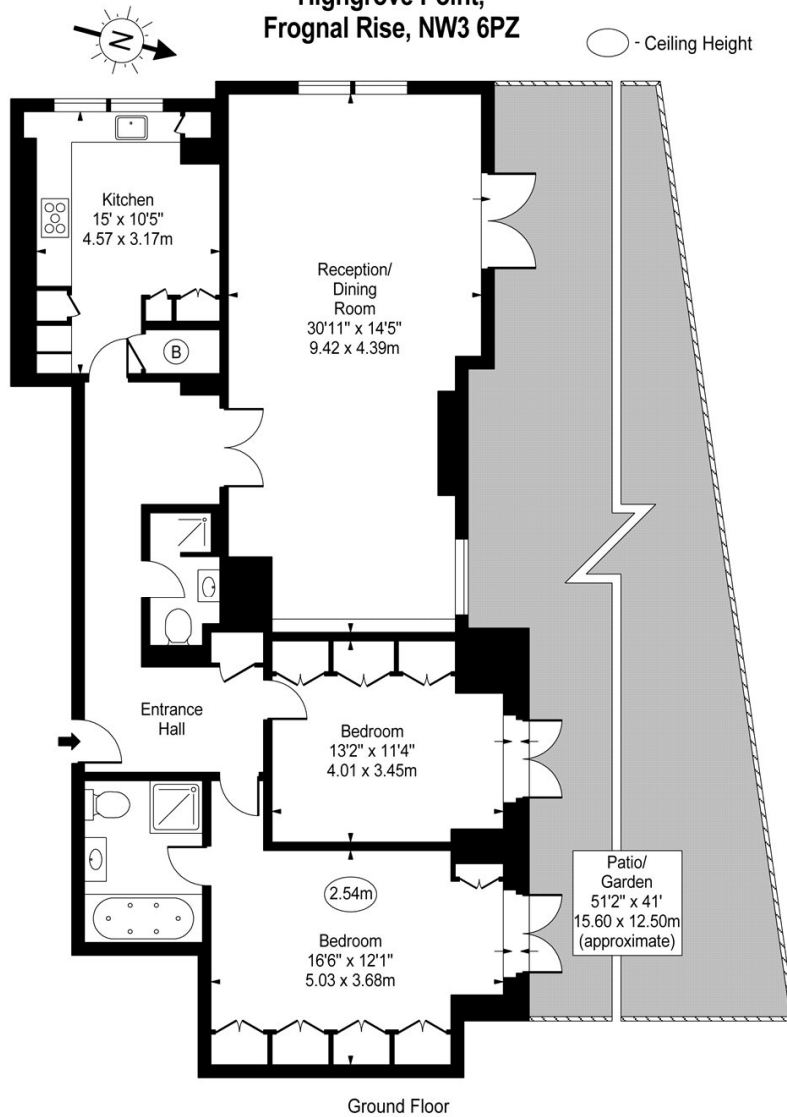 Highgrove Point,
Frognal Rise, NW3 6PZ
- Ceiling Height
N
Kitchen
15' x 10'5"
4.57 x 3.17m
Reception/
Dining
Room
30'11" x 14'5"
9.42 x 4.39m
B
Entrance
Hall
Bedroom
13'2" x 11'4"
4.01 x 3.45m
2.54m
Bedroom
16'6" x 12'1"
5.03 x 3.68m
Patio/
Garden
51'2" x 41'
15.60 x 12.50m
(approximate)
Ground Floor